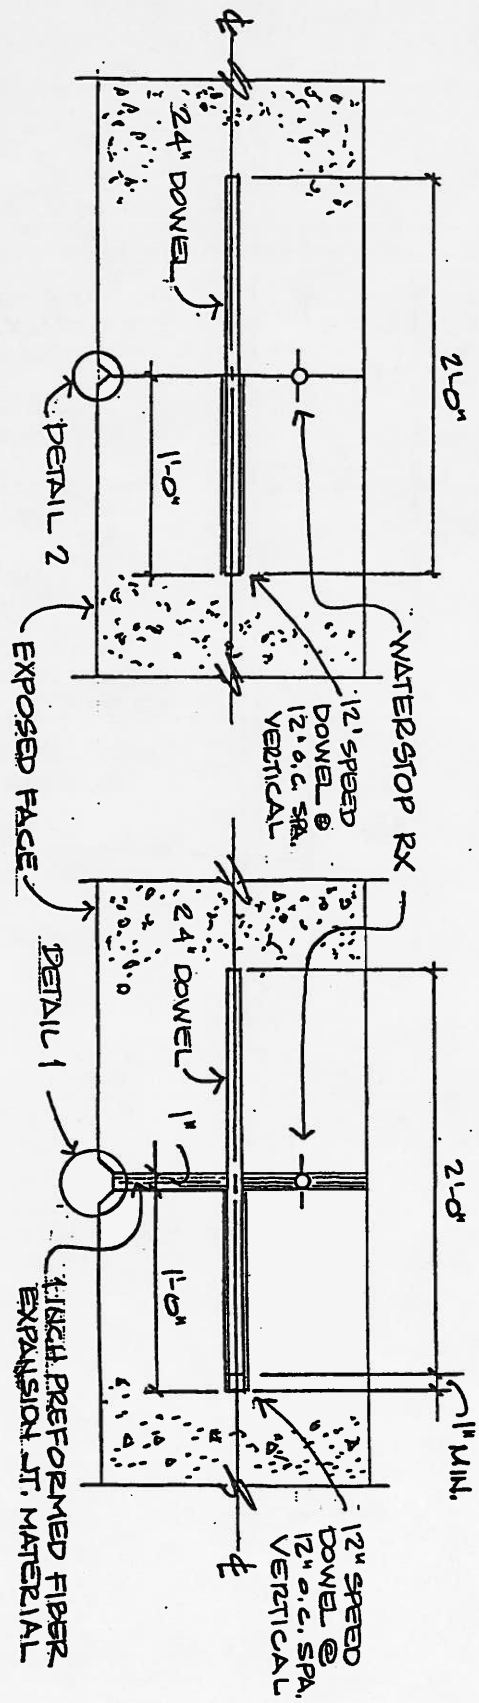 ℄
24" DOWEL
2'-0"
1'-0"
DETAIL 2
EXPOSED FACE
WATERSTOP RX
12' SPEED
DOWEL @
12" O.C. SPA.
VERTICAL
24" DOWEL
1"
2'-0"
1'-0"
1" MIN.
DETAIL 1
1 INCH PREFORMED FIBER
EXPANSION JT. MATERIAL
12" SPEED
DOWEL @
12" O.C. SPA.
VERTICAL
℄